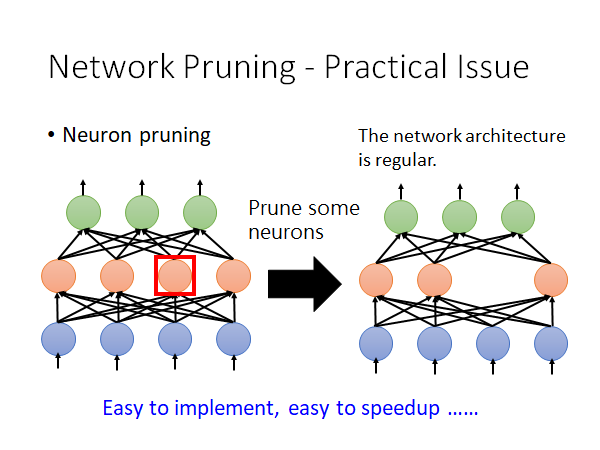 Network Pruning - Practical Issue
• Neuron pruning
The network architecture
is regular.
Prune some
neurons
Easy to implement, easy to speedup ……